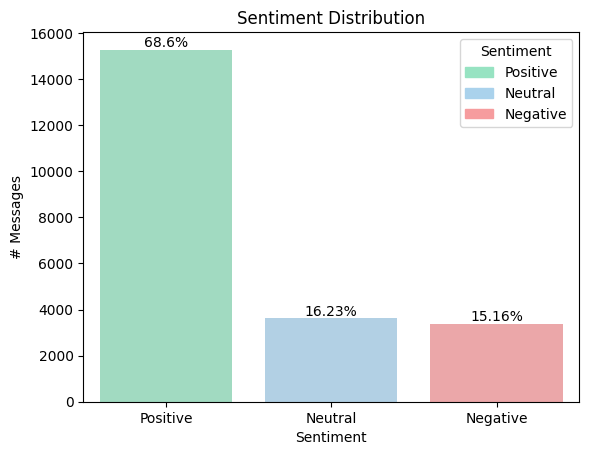 Sentiment Distribution
16000
14000
12000
10000
8000
6000
4000
2000
0
# Messages
68.6%
16.23%
15.16%
Sentiment
Positive
Neutral
Negative
Positive
Neutral
Negative
Sentiment